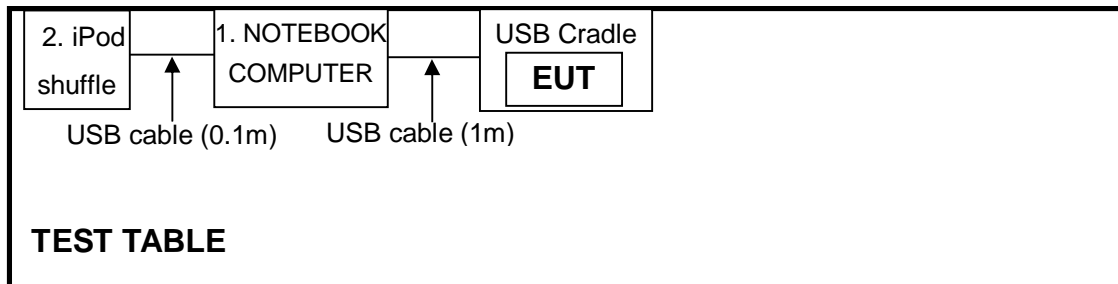 2. iPod
shuffle
1. NOTEBOOK
COMPUTER
USB Cradle
EUT
USB cable (0.1m)
USB cable (1m)
TEST TABLE